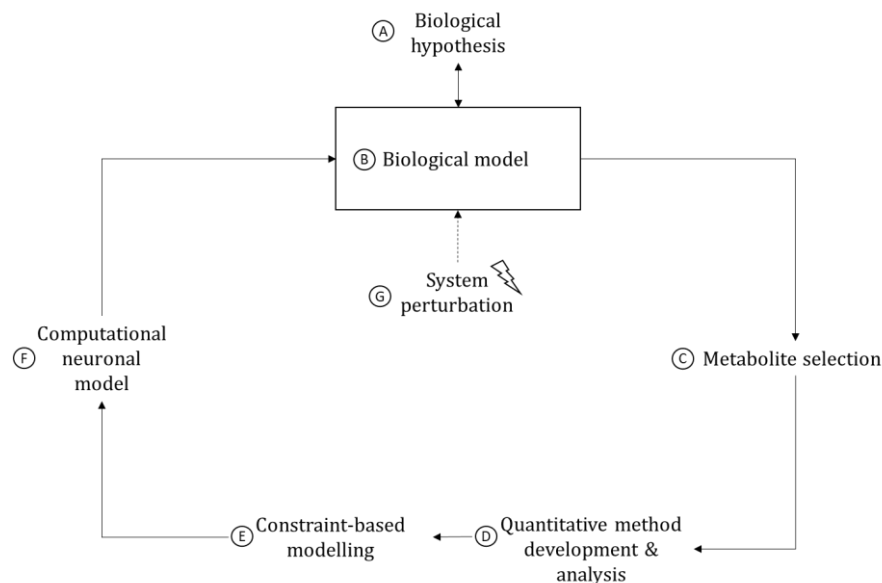 A Biological
hypothesis
B Biological model
G System
perturbation
F Computational
neuronal
model
C Metabolite selection
E Constraint-based
modelling
D Quantitative method
development &
analysis